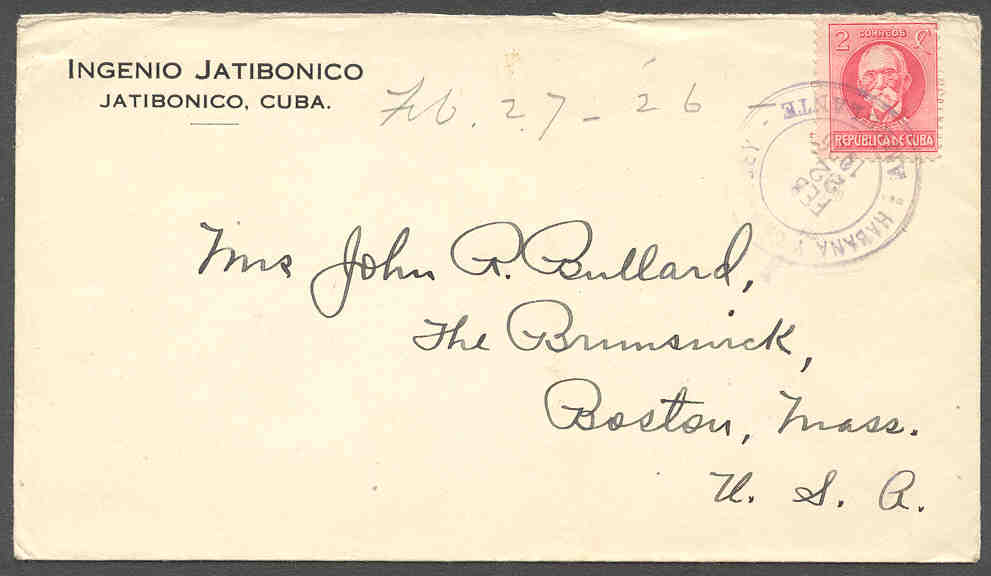 INGENIO JATIBONICO
JATIBONICO, CUBA.
Feb. 27 - 26 -
2 CORREOS
REPUBLICA DE CUBA
HABANA Y
FEB
Mrs John R. Bullard,
The Brunswick,
Boston, Mass.
U. S. A.